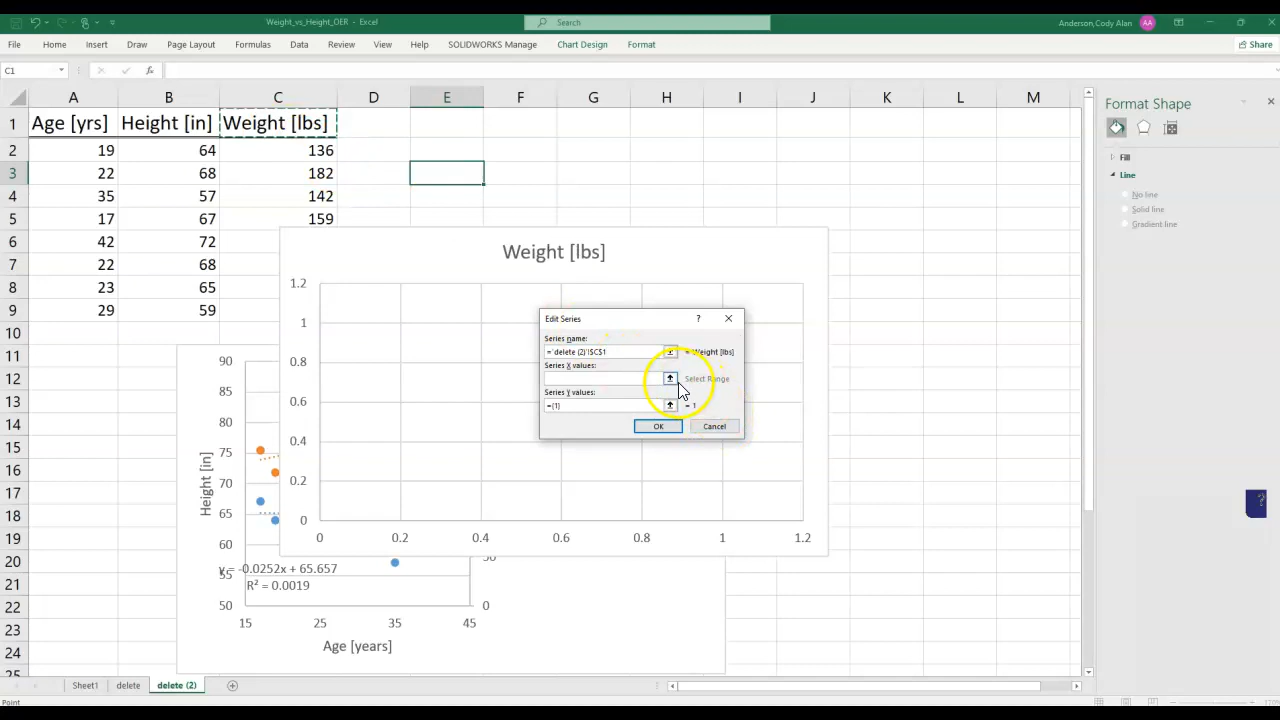 Weight_vs_Height_OER - Excel
Search
Anderson,Cody Alan AA
File Home Insert Draw Page Layout Formulas Data Review View Help SOLIDWORKS Manage Chart Design Format Share
C1 fx
A B C D E F G H I J K L M
1 Age [yrs] Height [in] Weight [lbs]
2 19 64 136
3 22 68 182
4 35 57 142
5 17 67 159
6 42 72
7 22 68
8 23 65
9 29 59
10
11
12
13
14
15
16
17
18
19
20
21
22
23
24
25
Format Shape
Fill
Line
No line
Solid line
Gradient line
Weight [lbs]
1.2
1
0.8
0.6
0.4
0.2
0
0 0.2 0.4 0.6 0.8 1 1.2
Edit Series ? ×
Series name:
='delete (2)'!$C$1 = Weight [lbs]
Series X values:
Select Range
Series Y values:
={1} = 1
OK Cancel
90
85
80
75
70
65
60
55
50
Height [in]
y = -0.0252x + 65.657
R² = 0.0019
50
0
15 25 35 45
Age [years]
?
Sheet1 delete delete (2)
Point